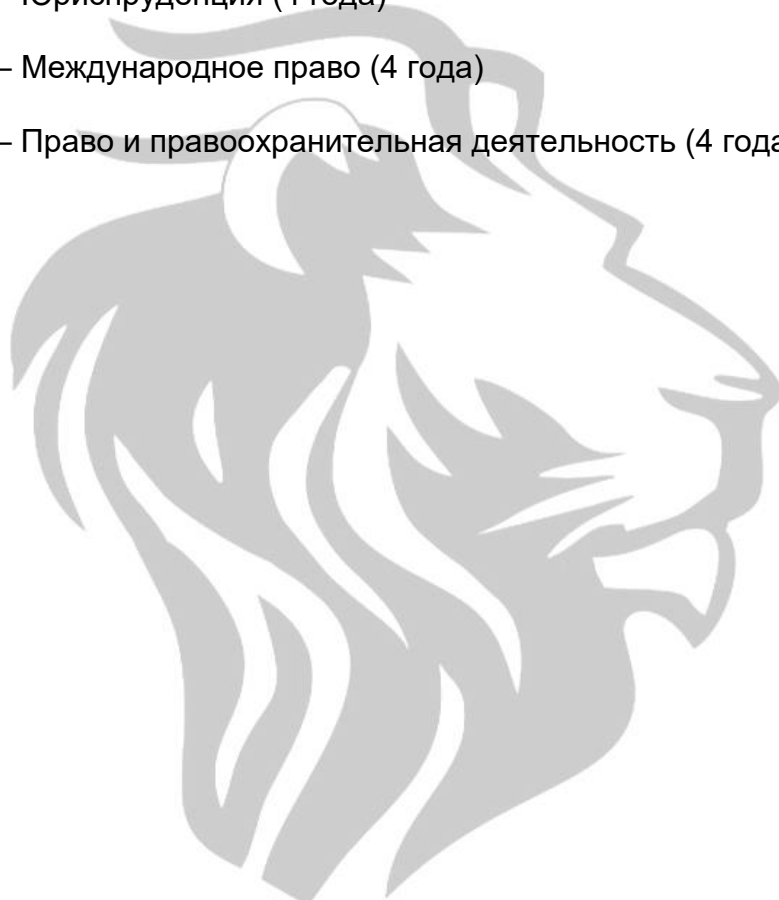 Юриспруденция (4 года)
– Международное право (4 года)
– Право и правоохранительная деятельность (4 года